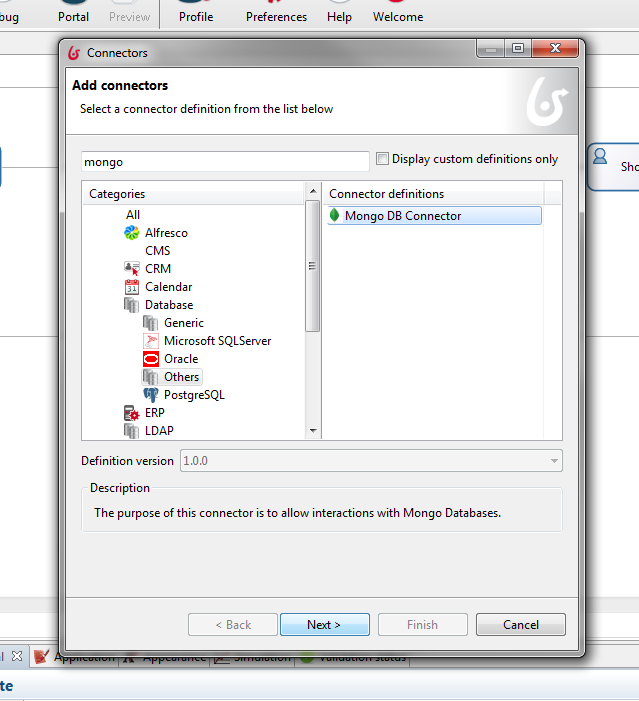 bug Portal Preview Profile Preferences Help Welcome
Connectors
Add connectors
Select a connector definition from the list below
mongo
Display custom definitions only
Categories
All
Alfresco
CMS
CRM
Calendar
31
Database
Generic
Microsoft SQLServer
Oracle
Others
PostgreSQL
ERP
LDAP
Connector definitions
Mongo DB Connector
Definition version 1.0.0
Description
The purpose of this connector is to allow interactions with Mongo Databases.
< Back Next > Finish Cancel
Sho
al Application Appearance Simulation Validation status
te